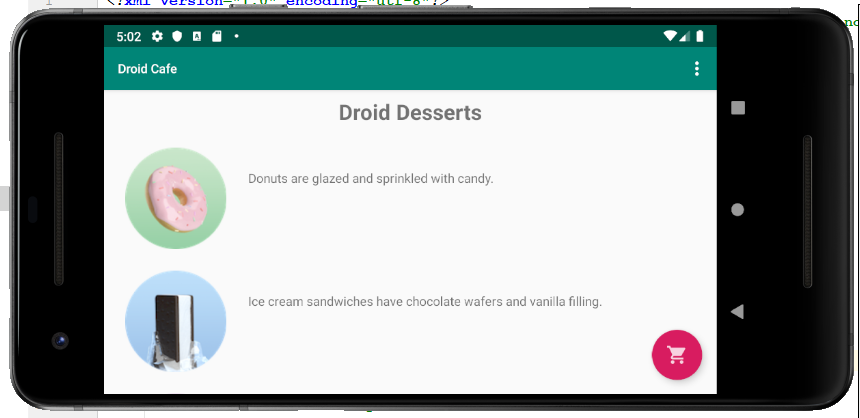 1 <?xml version="1.0" encoding="utf-8"?>
5:02
Droid Cafe
Droid Desserts
Donuts are glazed and sprinkled with candy.
Ice cream sandwiches have chocolate wafers and vanilla filling.